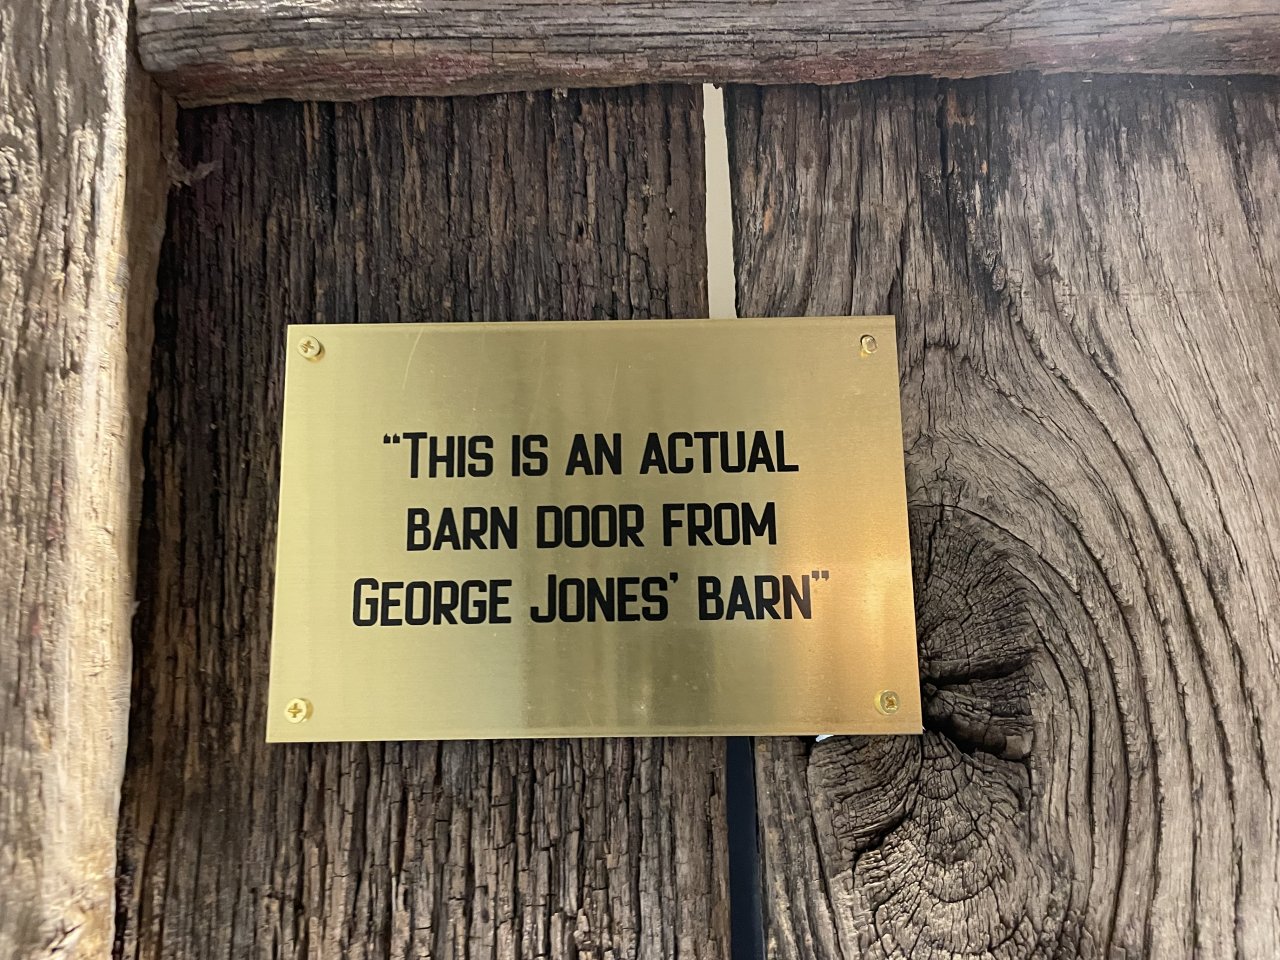 “This is an actual
barn door from
George Jones’ barn”